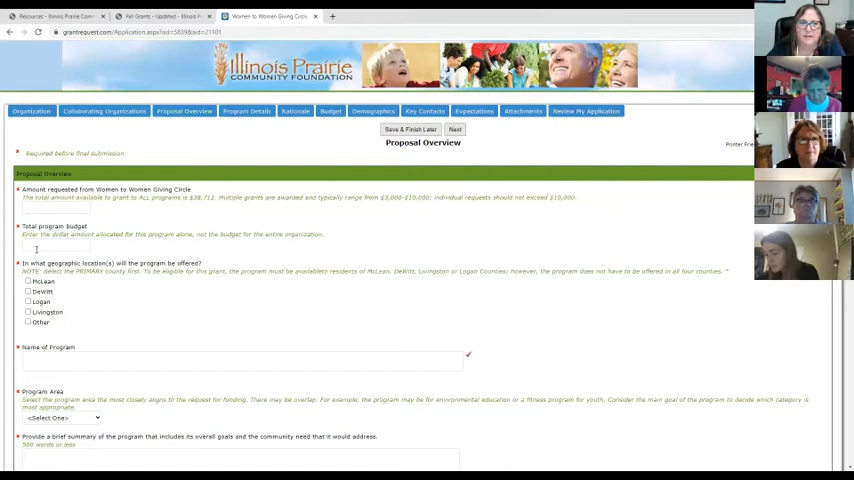 Resources - Illinois Prairie Com
Fall Grants - Updated - Illinois P
Women to Women Giving Circle
grantrequest.com/Application.aspx?
Illinois Prairie
COMMUNITY FOUNDATION
Organization Collaborating Organizations Proposal Overview Program Details Rationale Budget Demographics Key Contacts Expectations Attachments Review My Application
Save & Finish Later Next
Proposal Overview
Printer Frie
* Required before final submission
Proposal Overview
* Amount requested from Women to Women Giving Circle
The total amount available to grant to ALL programs is $38,712. Multiple grants are awarded and typically range from $3,000-$10,000; individual requests should not exceed $10,000.
* Total program budget
Enter the dollar amount allocated for this program alone, not the budget for the entire organization.
* In what geographic location(s) will the program be offered?
NOTE: Select the PRIMARY county first. To be eligible for this grant, the program must be availableto residents of McLean, DeWitt, Livingston or Logan Counties; however, the program does not have to be offered in all four counties. "
McLean
DeWitt
Logan
Livingston
Other
* Name of Program
* Program Area
Select the program area the most closely aligns to the request for funding. There may be overlap. For example, the program may be for environmental education or a fitness program for youth. Consider the main goal of the program to decide which category is
most appropriate.
<Select One>
* Provide a brief summary of the program that includes its overall goals and the community need that it would address.
500 words or less